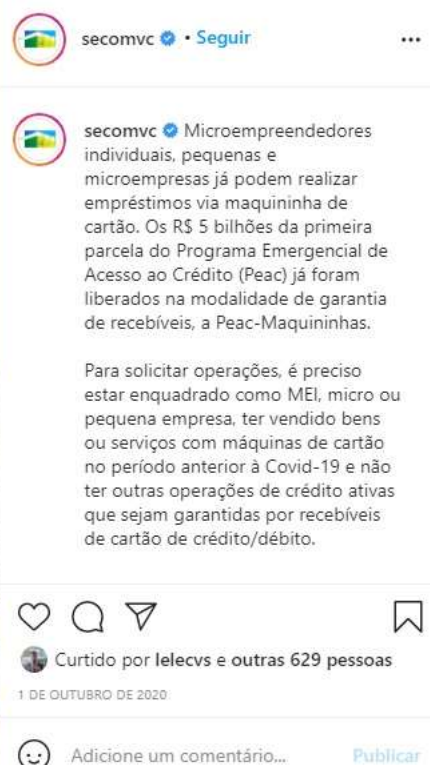 secomvc • Seguir
secomvc Microempreendedores
individuais, pequenas e
microempresas já podem realizar
empréstimos via maquininha de
cartão. Os R$ 5 bilhões da primeira
parcela do Programa Emergencial de
Acesso ao Crédito (Peac) já foram
liberados na modalidade de garantia
de recebíveis, a Peac-Maquininhas.
Para solicitar operações, é preciso
estar enquadrado como MEI, micro ou
pequena empresa, ter vendido bens
ou serviços com máquinas de cartão
no período anterior à Covid-19 e não
ter outras operações de crédito ativas
que sejam garantidas por recebíveis
de cartão de crédito/débito.
Curtido por lelecvs e outras 629 pessoas
1 DE OUTUBRO DE 2020
Adicione um comentário... Publicar